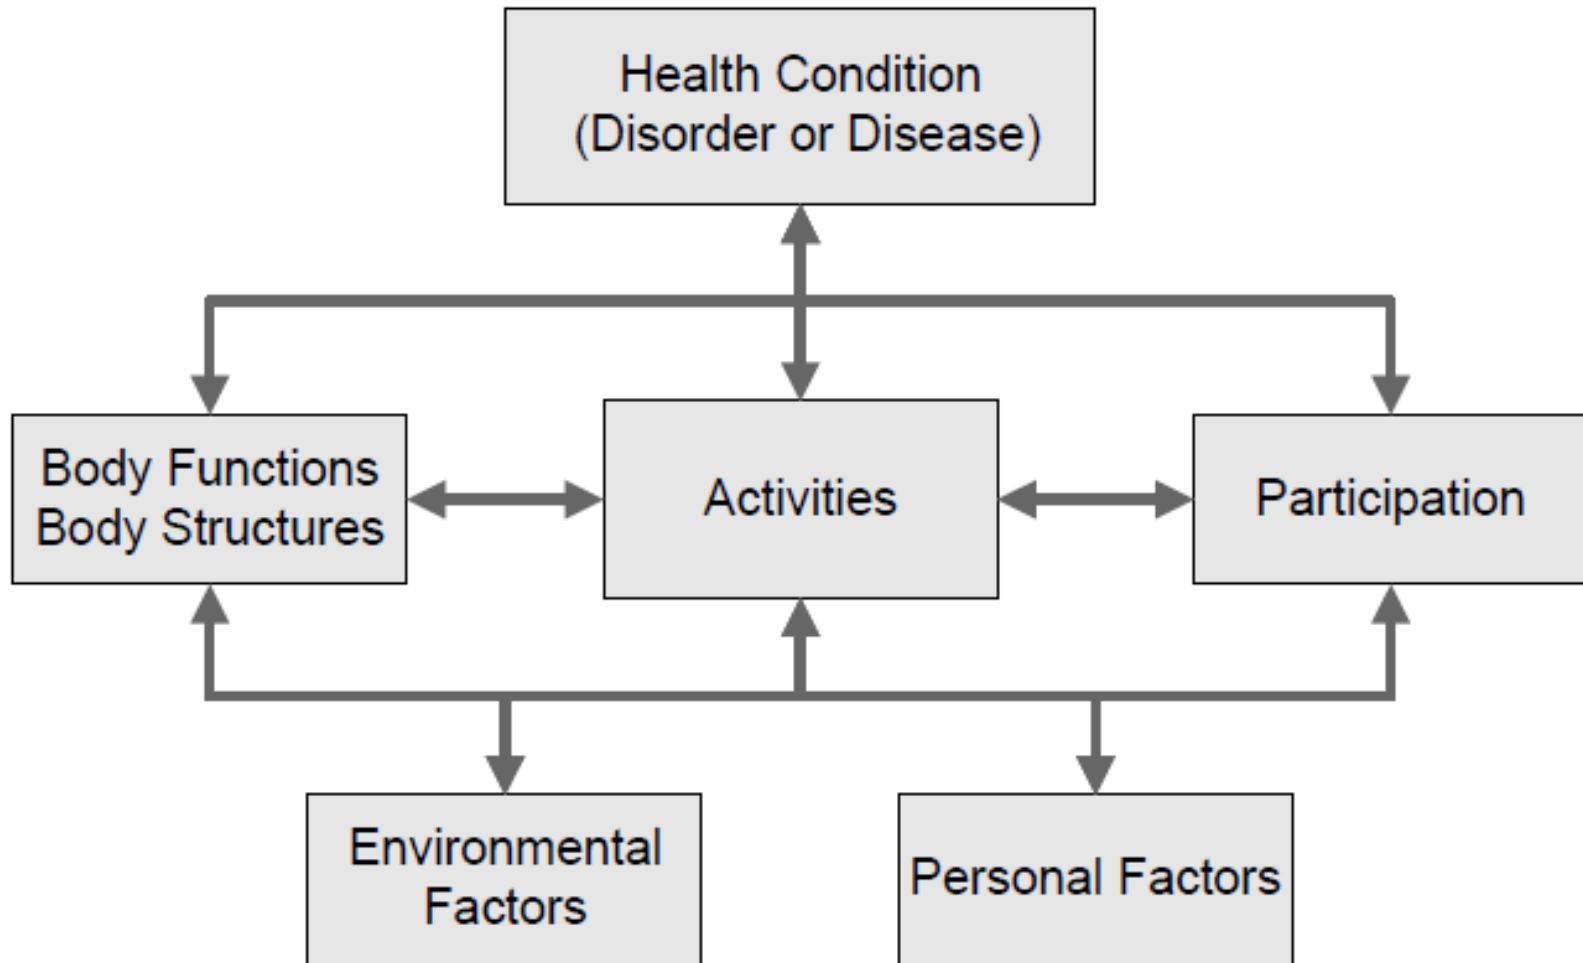 Health Condition
(Disorder or Disease)
Body Functions
Body Structures
Activities
Participation
Environmental
Factors
Personal Factors